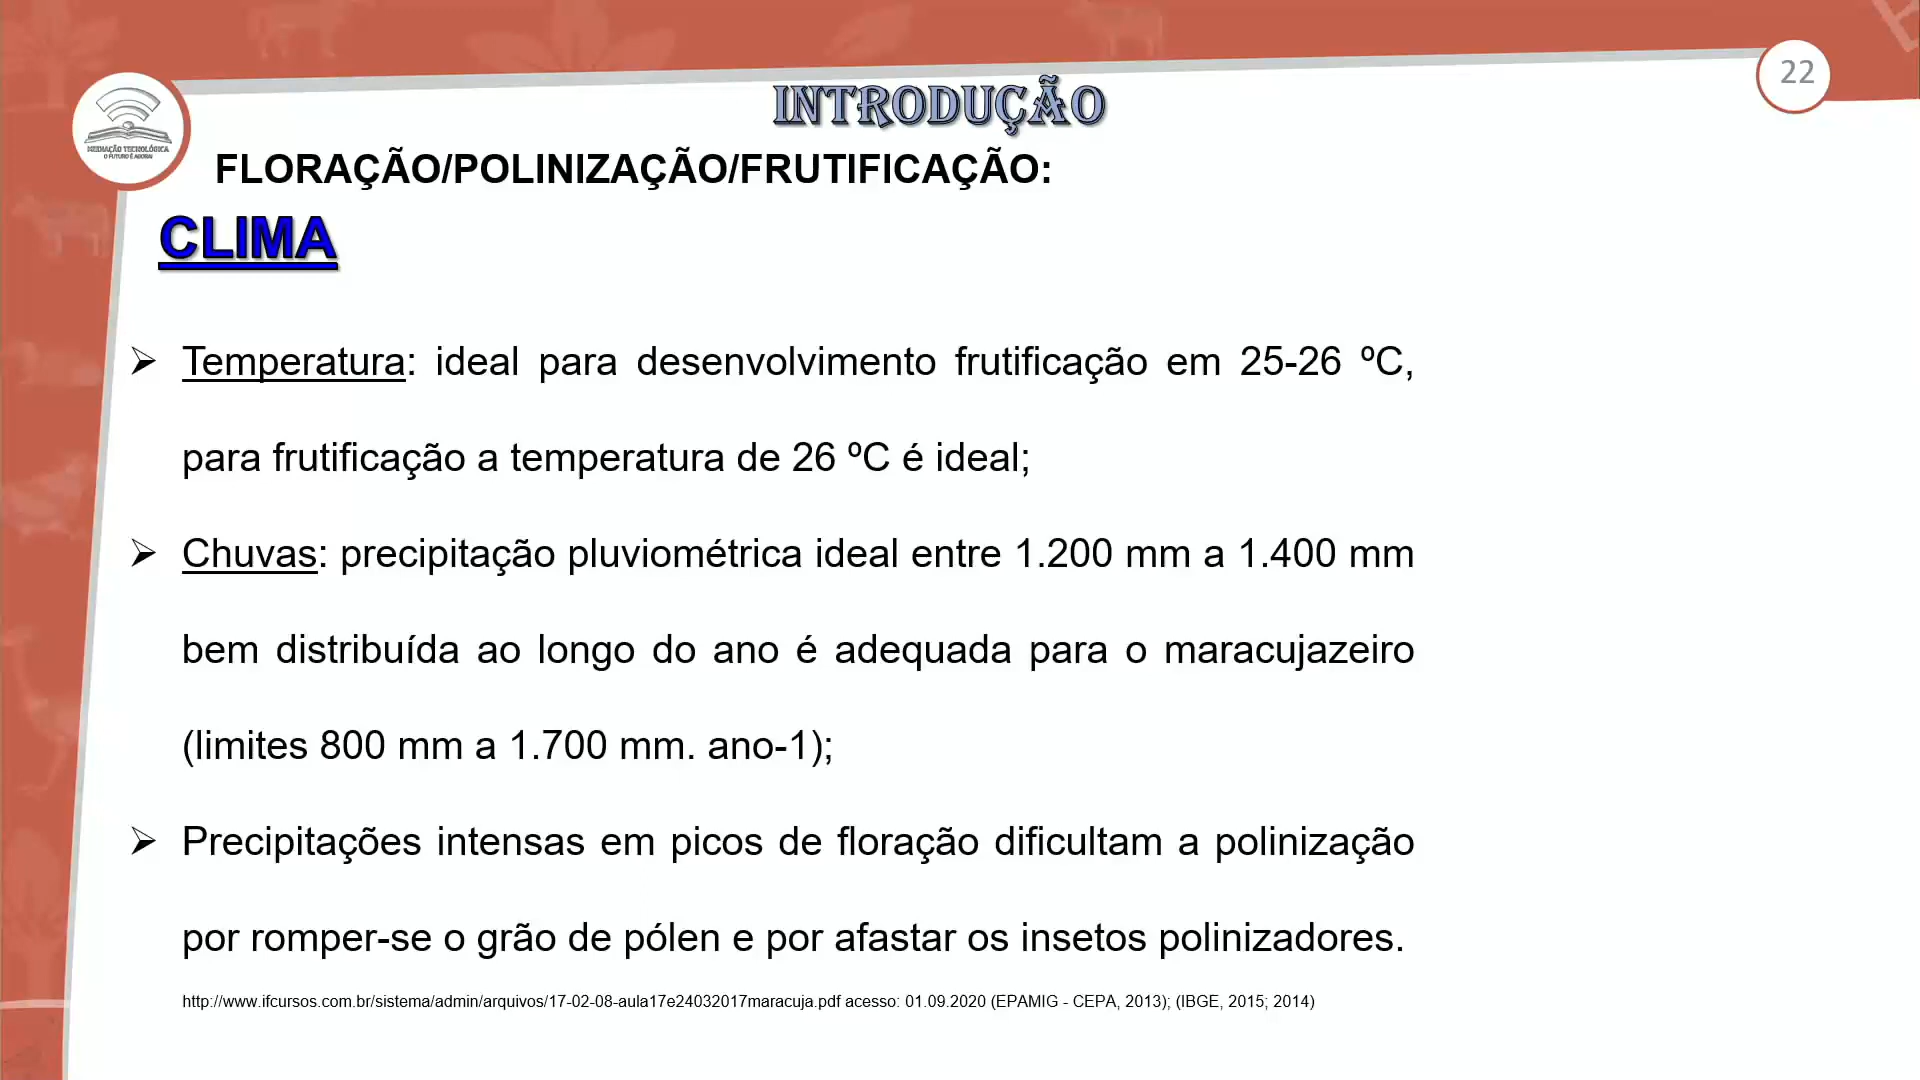 22
INTRODUÇÃO
MEDIAÇÃO TECNOLÓGICA
O FUTURO É AGORA!
FLORAÇÃO/POLINIZAÇÃO/FRUTIFICAÇÃO:
CLIMA
➢ Temperatura: ideal para desenvolvimento frutificação em 25-26 ºC,
para frutificação a temperatura de 26 ºC é ideal;
➢ Chuvas: precipitação pluviométrica ideal entre 1.200 mm a 1.400 mm
bem distribuída ao longo do ano é adequada para o maracujazeiro
(limites 800 mm a 1.700 mm. ano-1);
➢ Precipitações intensas em picos de floração dificultam a polinização
por romper-se o grão de pólen e por afastar os insetos polinizadores.
http://www.ifcursos.com.br/sistema/admin/arquivos/17-02-08-aula17e24032017maracuja.pdf acesso: 01.09.2020 (EPAMIG - CEPA, 2013); (IBGE, 2015; 2014)